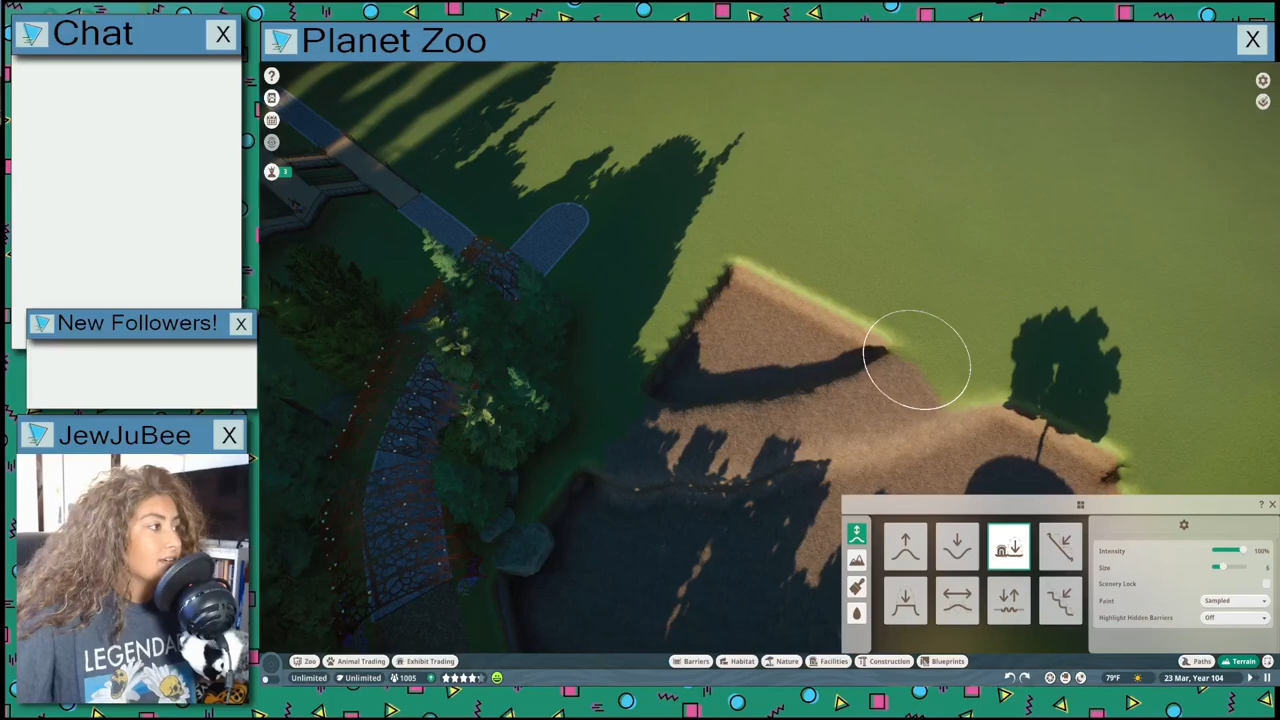 Chat
X
Planet Zoo
X
?
3
New Followers!
X
JewJuBee
X
LEGENDA
? X
Intensity 100%
Size 6
Scenery Lock
Paint Sampled
Highlight Hidden Barriers Off
Zoo Animal Trading Exhibit Trading Barriers Habitat Nature Facilities Construction Blueprints Paths Terrain
Unlimited Unlimited 1005 79°F 23 Mar, Year 104